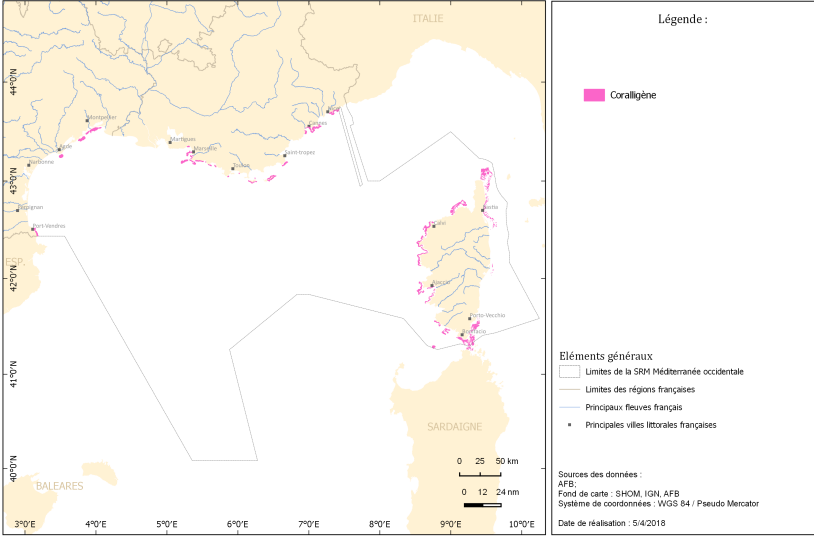 ITALIE
44°0'N
Montpellier
Nice
Cannes
Agde
Martigues
Marseille
Saint-tropez
Narbonne
Toulon
43°0'N
Perpignan
Bastia
Port-Vendres
Calvi
ESP.
42°0'N
Ajaccio
Porto-Vecchio
Bonifacio
41°0'N
SARDAIGNE
0 25 50 km
40°0'N
BALEARES
0 12 24 nm
3°0'E 4°0'E 5°0'E 6°0'E 7°0'E 8°0'E 9°0'E 10°0'E
Légende :
Coralligène
Eléments généraux
Limites de la SRM Méditerranée occidentale
Limites des régions françaises
Principaux fleuves français
Principales villes littorales françaises
Sources des données :
AFB;
Fond de carte : SHOM, IGN, AFB
Système de coordonnées : WGS 84 / Pseudo Mercator
Date de réalisation : 5/4/2018